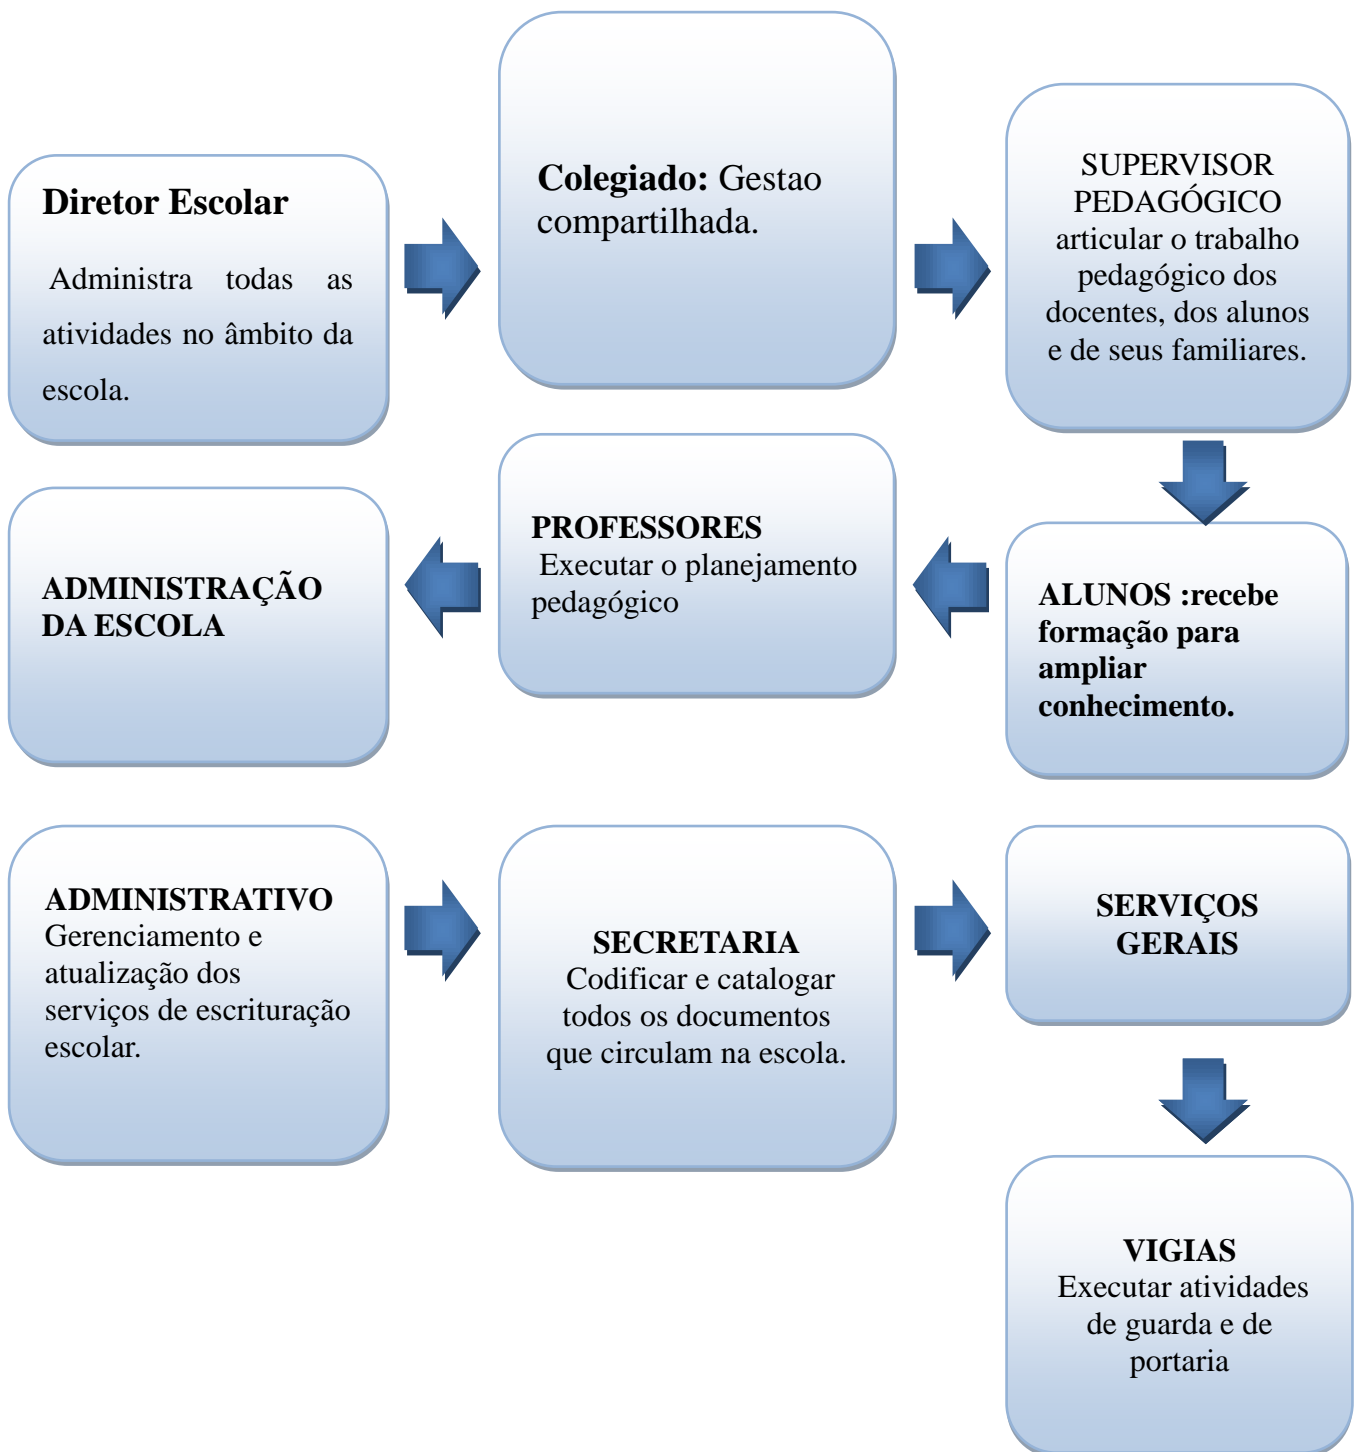 Diretor Escolar
Administra todas as
atividades no âmbito da
escola.
Colegiado: Gestao
compartilhada.
SUPERVISOR
PEDAGÓGICO
articular o trabalho
pedagógico dos
docentes, dos alunos
e de seus familiares.
ADMINISTRAÇÃO
DA ESCOLA
PROFESSORES
Executar o planejamento
pedagógico
ALUNOS :recebe
formação para
ampliar
conhecimento.
ADMINISTRATIVO
Gerenciamento e
atualização dos
serviços de escrituração
escolar.
SECRETARIA
Codificar e catalogar
todos os documentos
que circulam na escola.
SERVIÇOS
GERAIS
VIGIAS
Executar atividades
de guarda e de
portaria